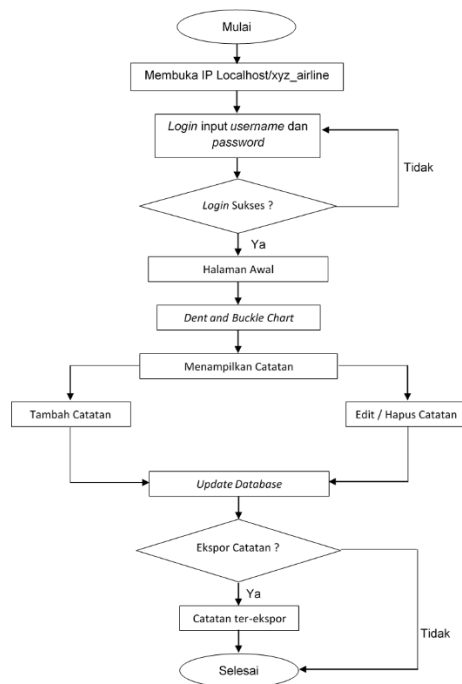 Mulai
Membuka IP Localhost/xyz_airline
Login input username dan
password
Tidak
Login Sukses ?
Ya
Halaman Awal
Dent and Buckle Chart
Menampilkan Catatan
Tambah Catatan
Edit / Hapus Catatan
Update Database
Ekspor Catatan ?
Ya
Catatan ter-ekspor
Tidak
Selesai